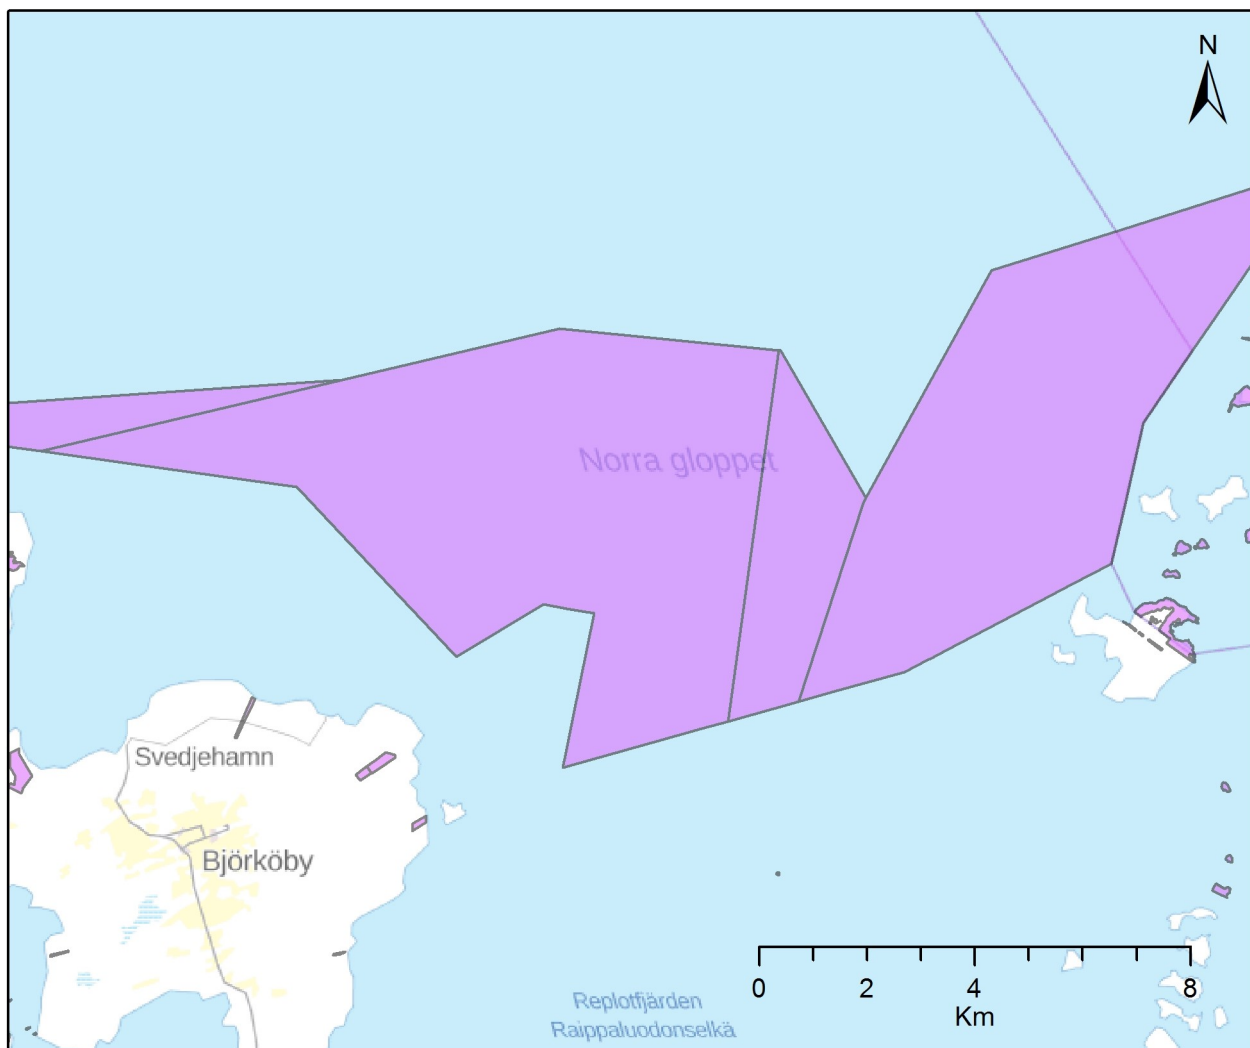 N
Norra gloppet
Svedjehamn
Björköby
0 2 4 8
Km
Replotfjärden
Raippaluodonselkä